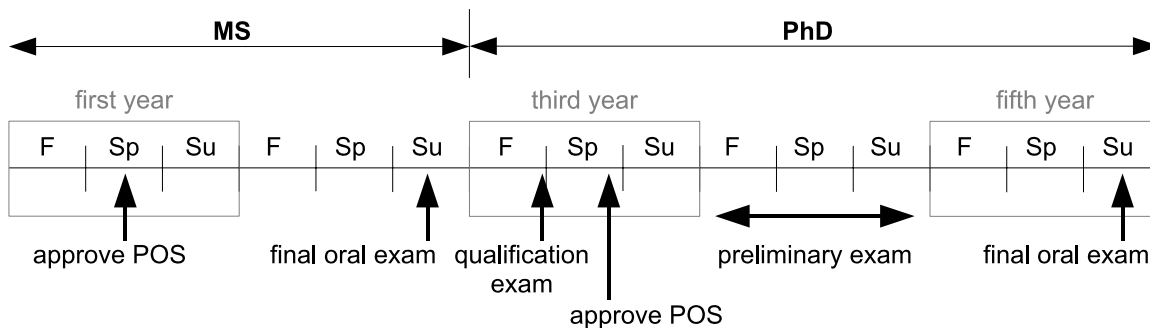 MS PhD
first year third year fifth year
F Sp Su F Sp Su F Sp Su F Sp Su F Sp Su
approve POS final oral exam qualification exam preliminary exam final oral exam
approve POS